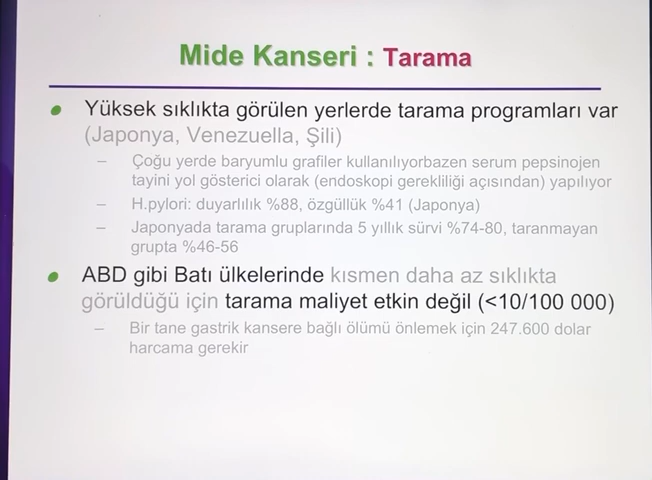 Mide Kanseri : Tarama
Yüksek sıklıkta görülen yerlerde tarama programları var
(Japonya, Venezuella, Şili)
– Çoğu yerde baryumlu grafiler kullanılıyorbazen serum pepsinojen
tayini yol gösterici olarak (endoskopi gerekliliği açısından) yapılıyor
– H.pylori: duyarlılık %88, özgüllük %41 (Japonya)
– Japonyada tarama gruplarında 5 yıllık sürvi %74-80, taranmayan
grupta %46-56
ABD gibi Batı ülkelerinde kısmen daha az sıklıkta
görüldüğü için tarama maliyet etkin değil (<10/100 000)
– Bir tane gastrik kansere bağlı ölümü önlemek için 247.600 dolar
harcama gerekir